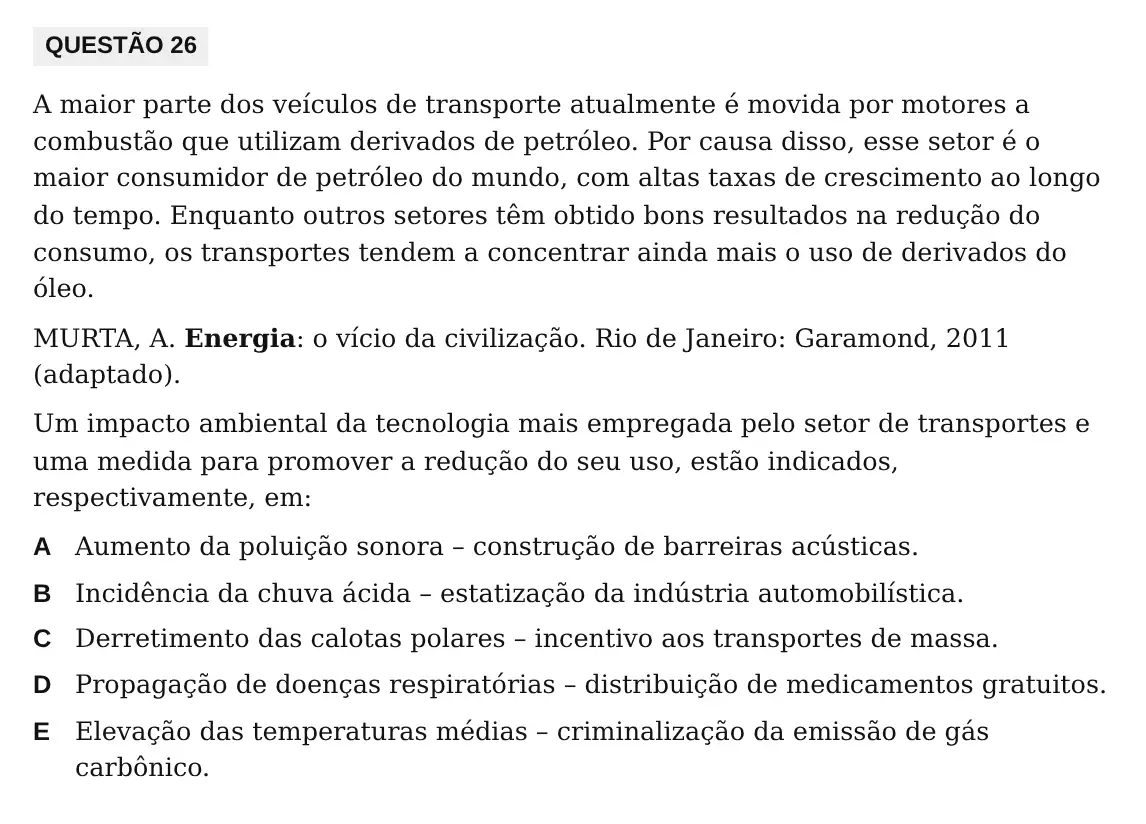 QUESTÃO 26
A maior parte dos veículos de transporte atualmente é movida por motores a
combustão que utilizam derivados de petróleo. Por causa disso, esse setor é o
maior consumidor de petróleo do mundo, com altas taxas de crescimento ao longo
do tempo. Enquanto outros setores têm obtido bons resultados na redução do
consumo, os transportes tendem a concentrar ainda mais o uso de derivados do
óleo.
MURTA, A. Energia: o vício da civilização. Rio de Janeiro: Garamond, 2011
(adaptado).
Um impacto ambiental da tecnologia mais empregada pelo setor de transportes e
uma medida para promover a redução do seu uso, estão indicados,
respectivamente, em:
A Aumento da poluição sonora – construção de barreiras acústicas.
B Incidência da chuva ácida – estatização da indústria automobilística.
C Derretimento das calotas polares – incentivo aos transportes de massa.
D Propagação de doenças respiratórias – distribuição de medicamentos gratuitos.
E Elevação das temperaturas médias – criminalização da emissão de gás
carbônico.